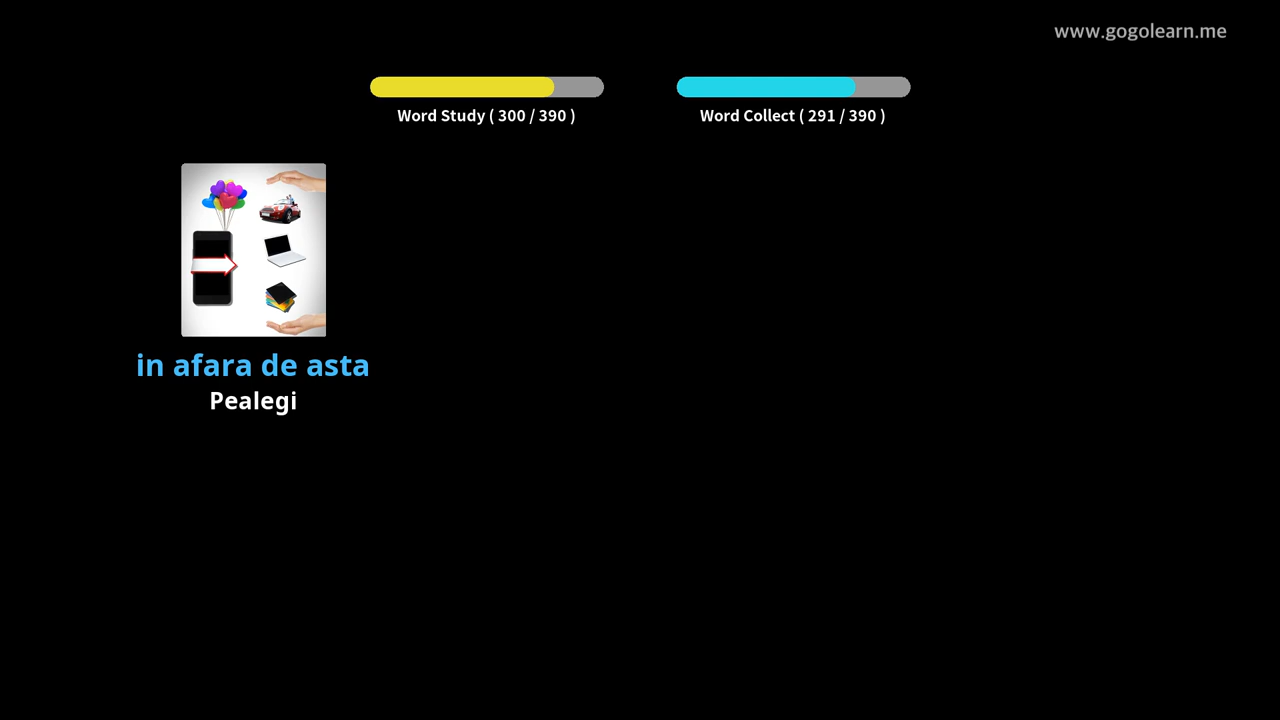 www.gogolearn.me
Word Study ( 300 / 390 )
Word Collect ( 291 / 390 )
in afara de asta
Pealegi